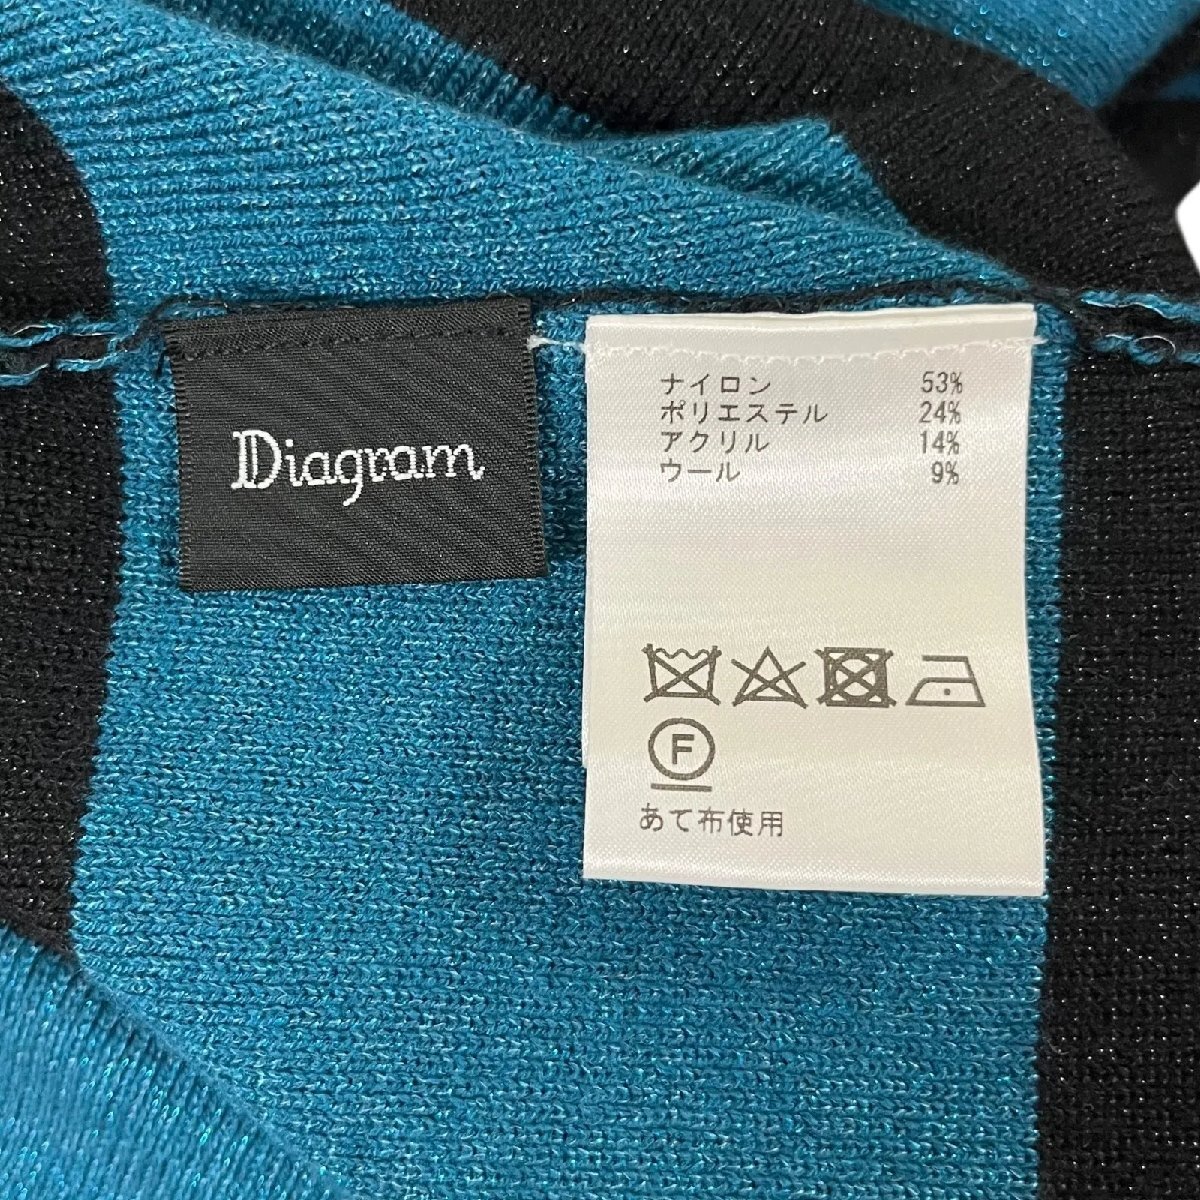 Diagram
ナイロン 53%
ポリエステル 24%
アクリル 14%
ウール 9%
F
あて布使用